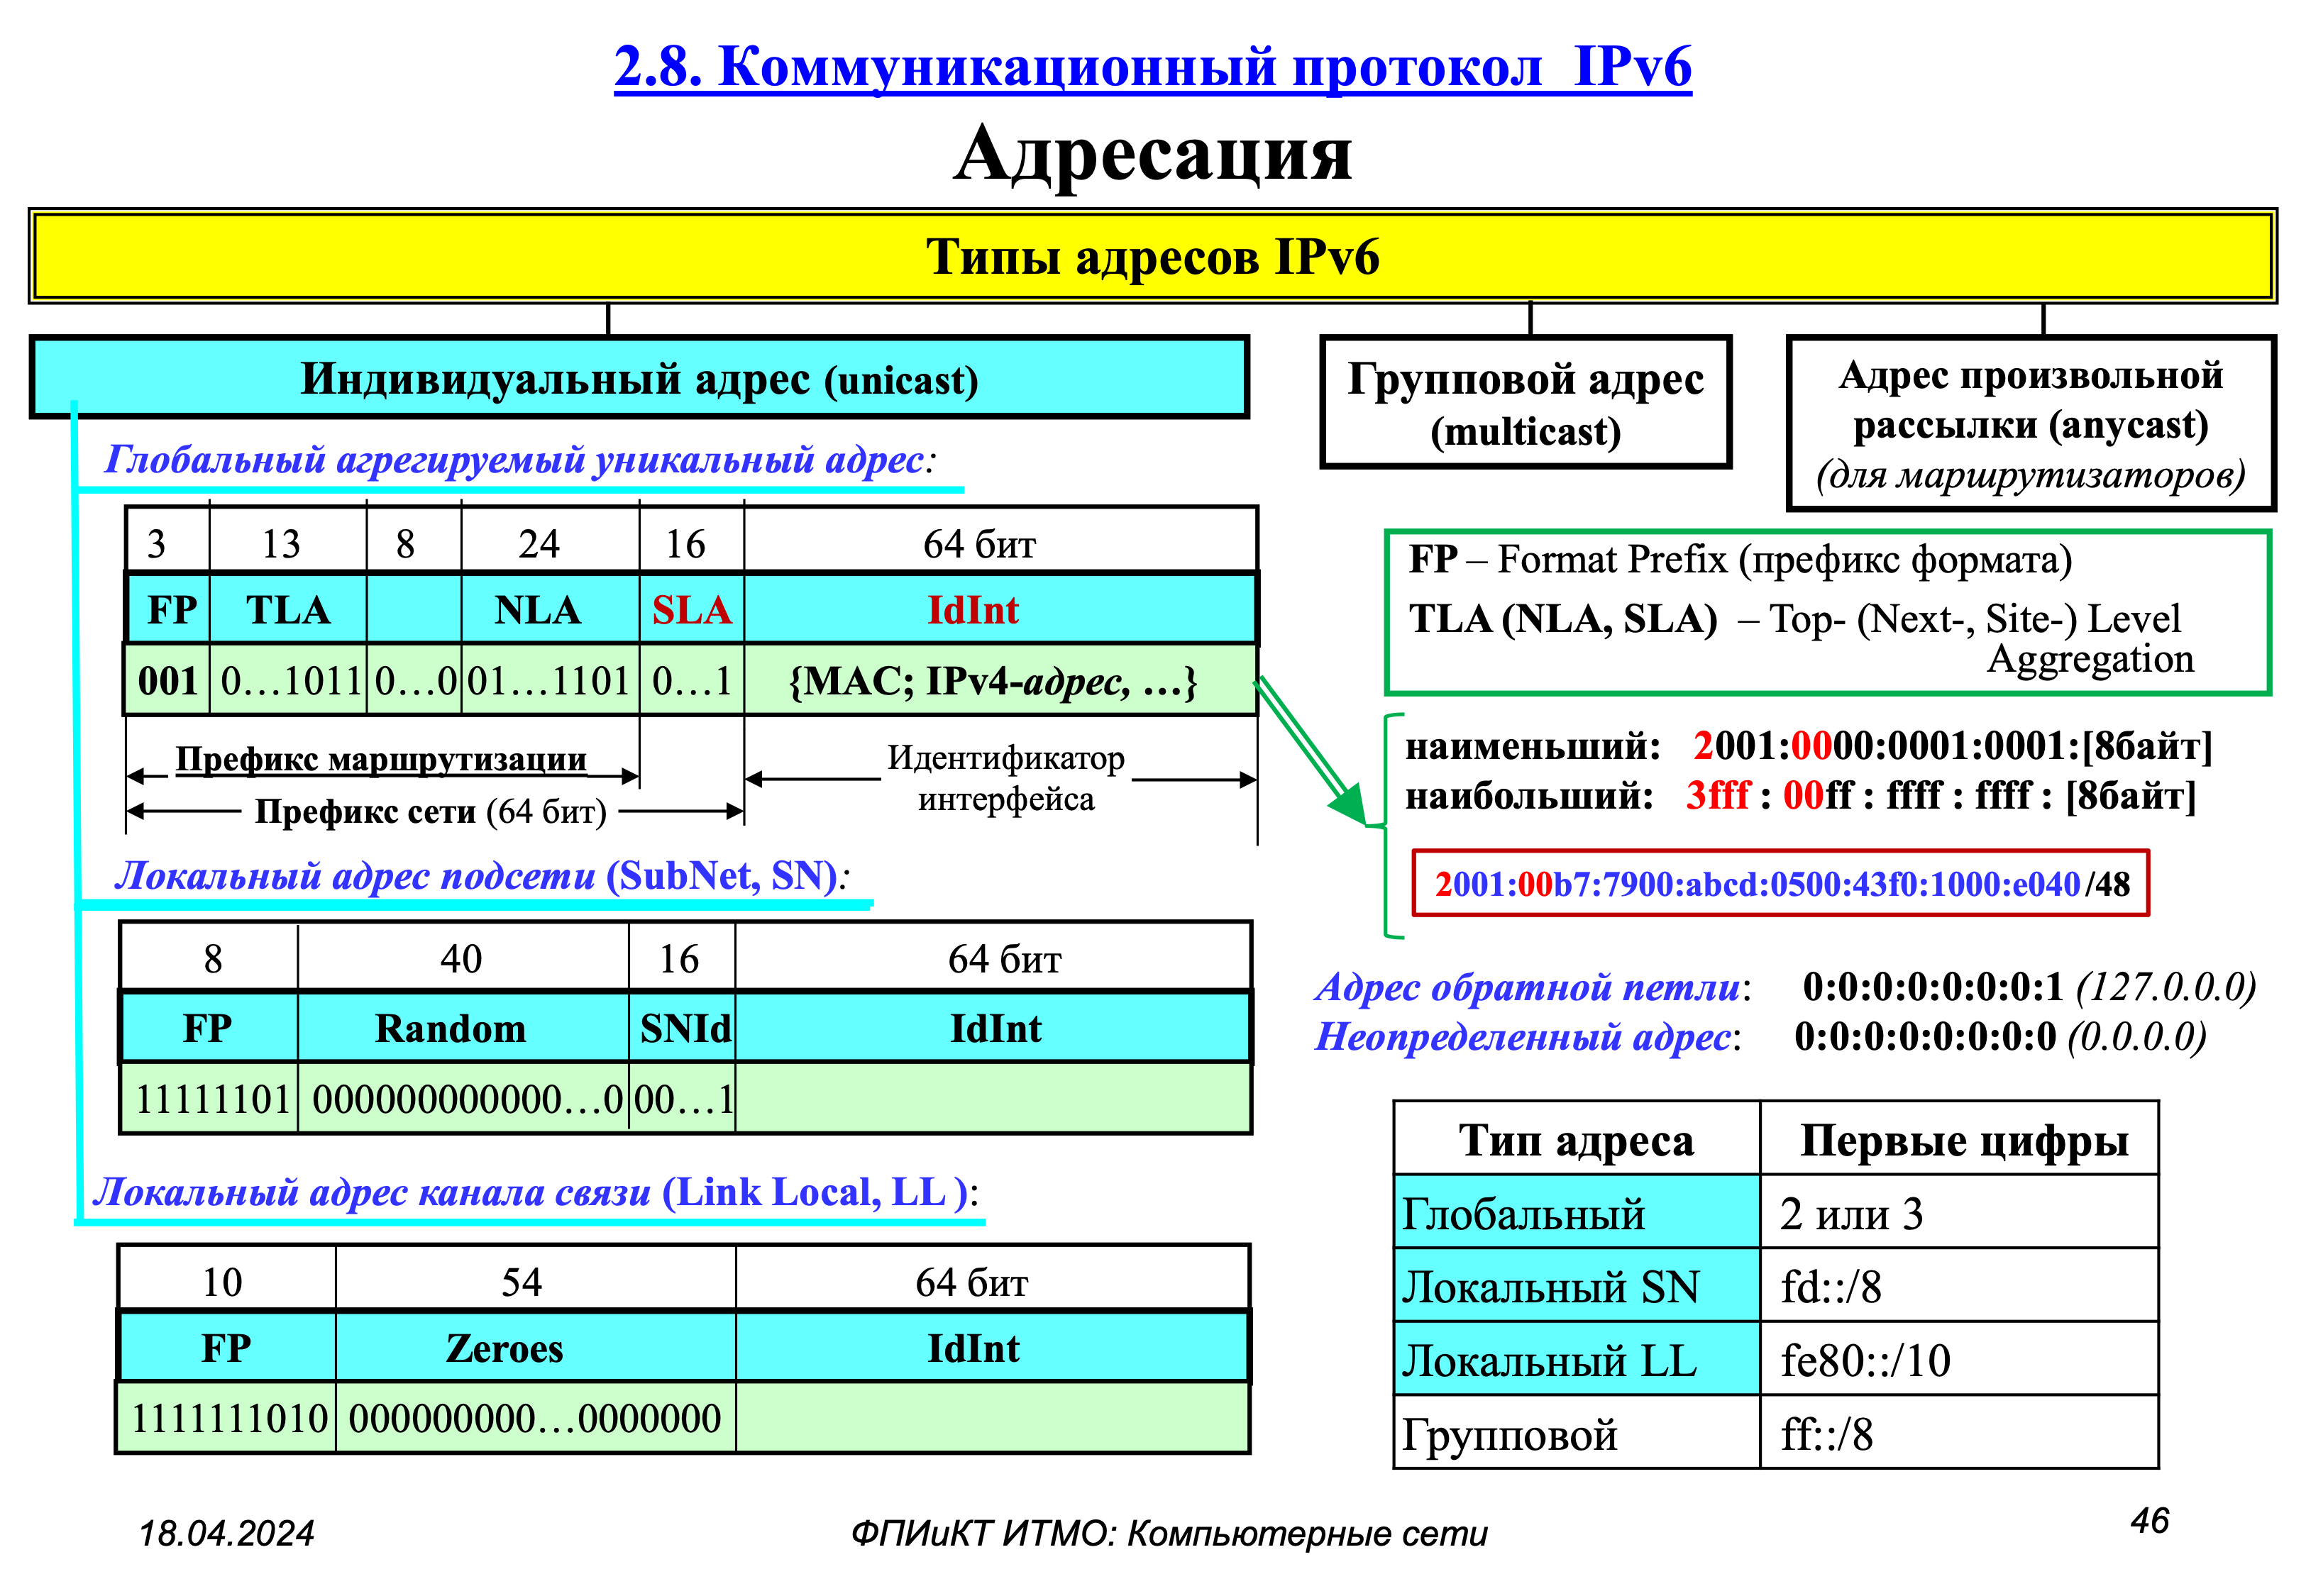 2.8. Коммуникационный протокол IPv6
Адресация
Типы адресов IPv6
Индивидуальный адрес (unicast)
Групповой адрес
(multicast)
Адрес произвольной
рассылки (anycast)
(для маршрутизаторов)
Глобальный агрегируемый уникальный адрес:
3 13 8 24 16 64 бит
FP TLA NLA SLA IdInt
001 0…1011 0…0 01…1101 0…1 {MAC; IPv4-адрес, …}
Префикс маршрутизации
Префикс сети (64 бит)
Идентификатор
интерфейса
FP – Format Prefix (префикс формата)
TLA (NLA, SLA) – Top- (Next-, Site-) Level
Aggregation
наименьший: 2001:0000:0001:0001:[8байт]
наибольший: 3fff : 00ff : ffff : ffff : [8байт]
2001:00b7:7900:abcd:0500:43f0:1000:e040 /48
Локальный адрес подсети (SubNet, SN):
8 40 16 64 бит
FP Random SNId IdInt
11111101 000000000000…0 00…1
Адрес обратной петли: 0:0:0:0:0:0:0:1 (127.0.0.0)
Неопределенный адрес: 0:0:0:0:0:0:0:0 (0.0.0.0)
Локальный адрес канала связи (Link Local, LL ):
10 54 64 бит
FP Zeroes IdInt
1111111010 000000000…0000000
Тип адреса Первые цифры
Глобальный 2 или 3
Локальный SN fd::/8
Локальный LL fe80::/10
Групповой ff::/8
18.04.2024
ФПИиКТ ИТМО: Компьютерные сети
46